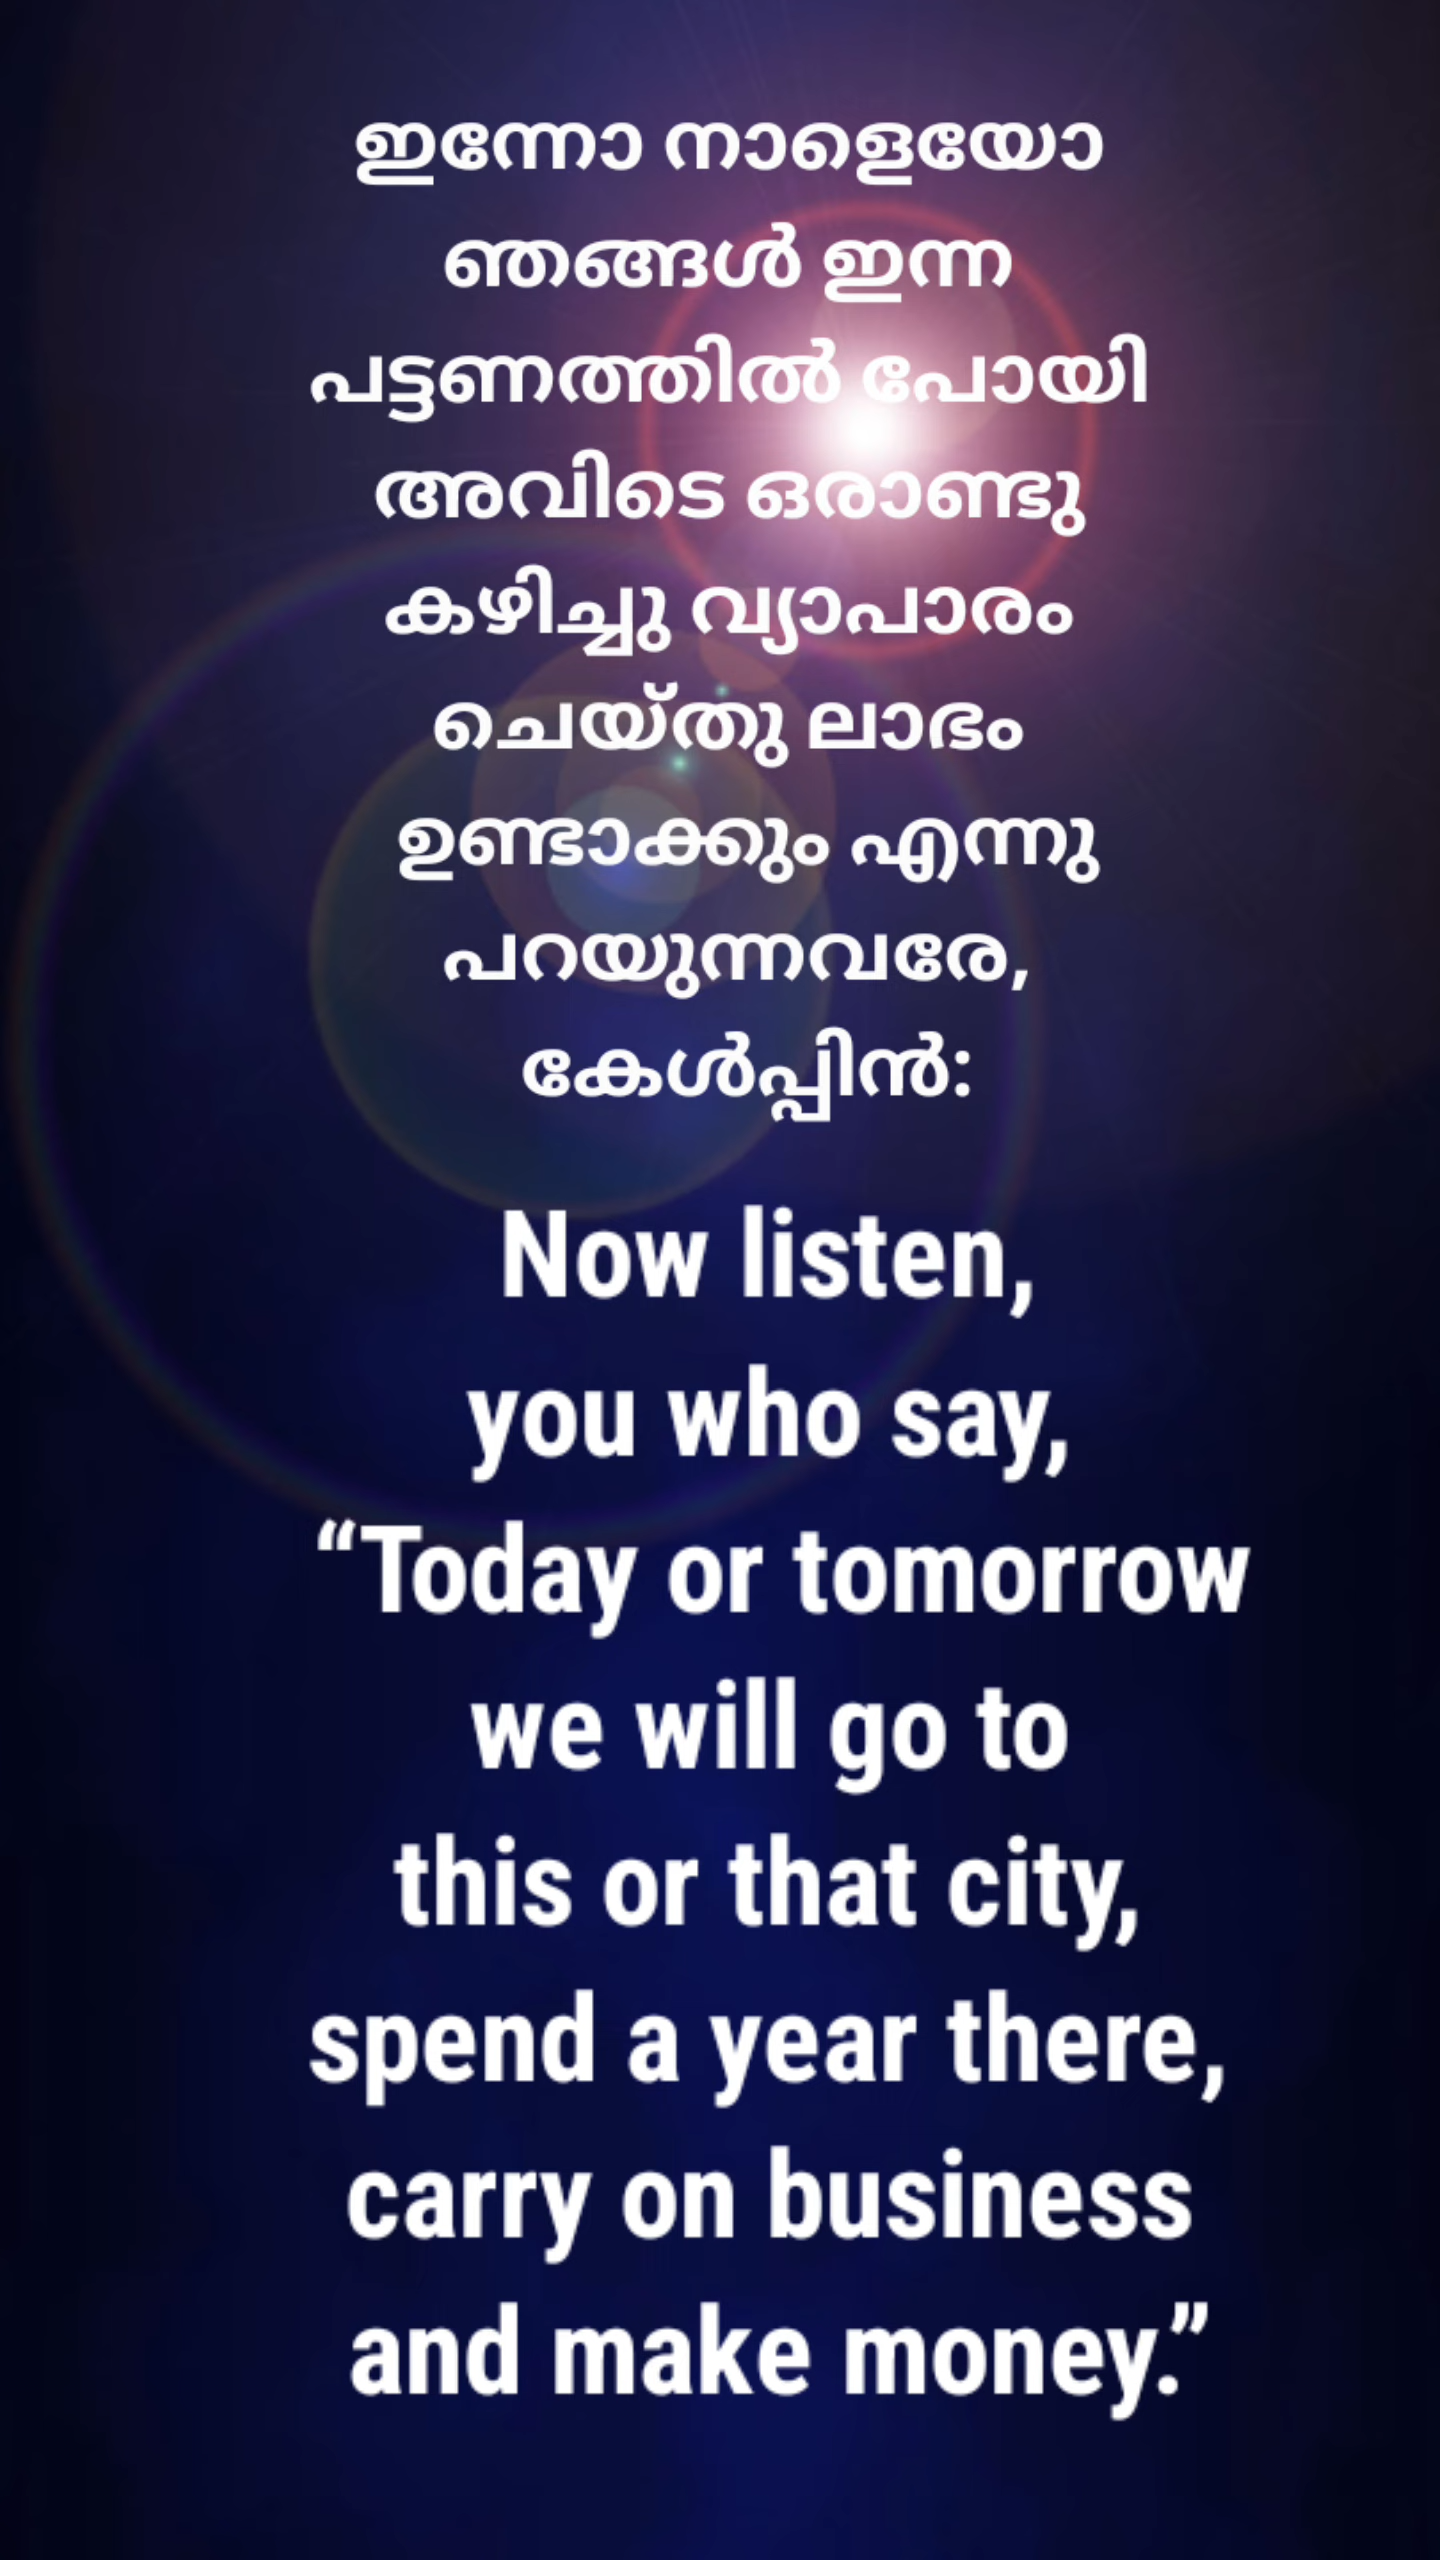 ഇന്നോ നാളെയോ
ഞങ്ങൾ ഇന്ന
പട്ടണത്തിൽ പോയി
അവിടെ ഒരാണ്ടു
കഴിച്ചു വ്യാപാരം
ചെയ്തു ലാഭം
ഉണ്ടാക്കും എന്നു
പറയുന്നവരേ,
കേൾപ്പിൻ:
Now listen,
you who say,
“Today or tomorrow
we will go to
this or that city,
spend a year there,
carry on business
and make money.”